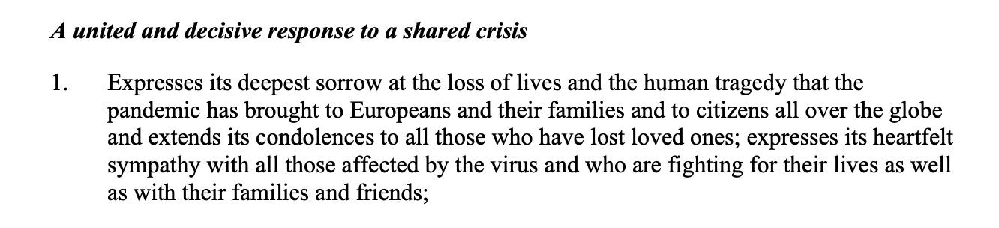 A united and decisive response to a shared crisis
1. Expresses its deepest sorrow at the loss of lives and the human tragedy that the
pandemic has brought to Europeans and their families and to citizens all over the globe
and extends its condolences to all those who have lost loved ones; expresses its heartfelt
sympathy with all those affected by the virus and who are fighting for their lives as well
as with their families and friends;